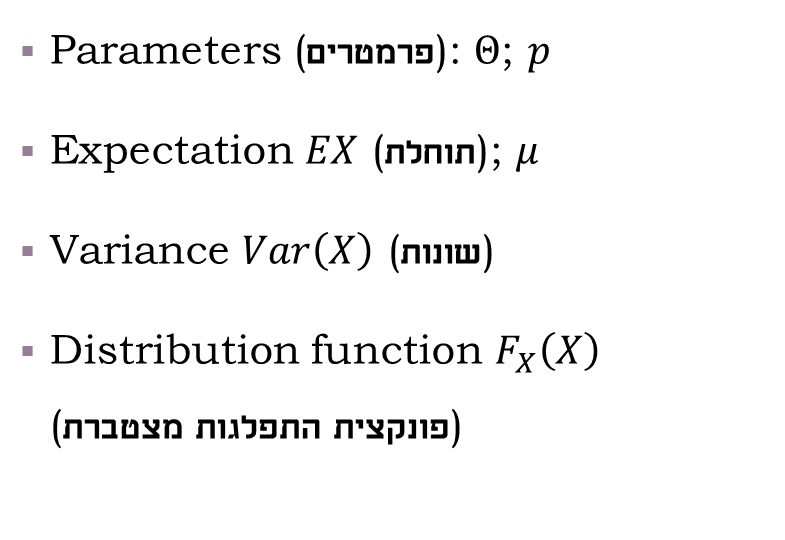 ▪ Parameters (פרמטרים): Θ; p
▪ Expectation EX (תוחלת); μ
▪ Variance Var(X) (שונות)
▪ Distribution function F_X(X)
(פונקצית התפלגות מצטברת)